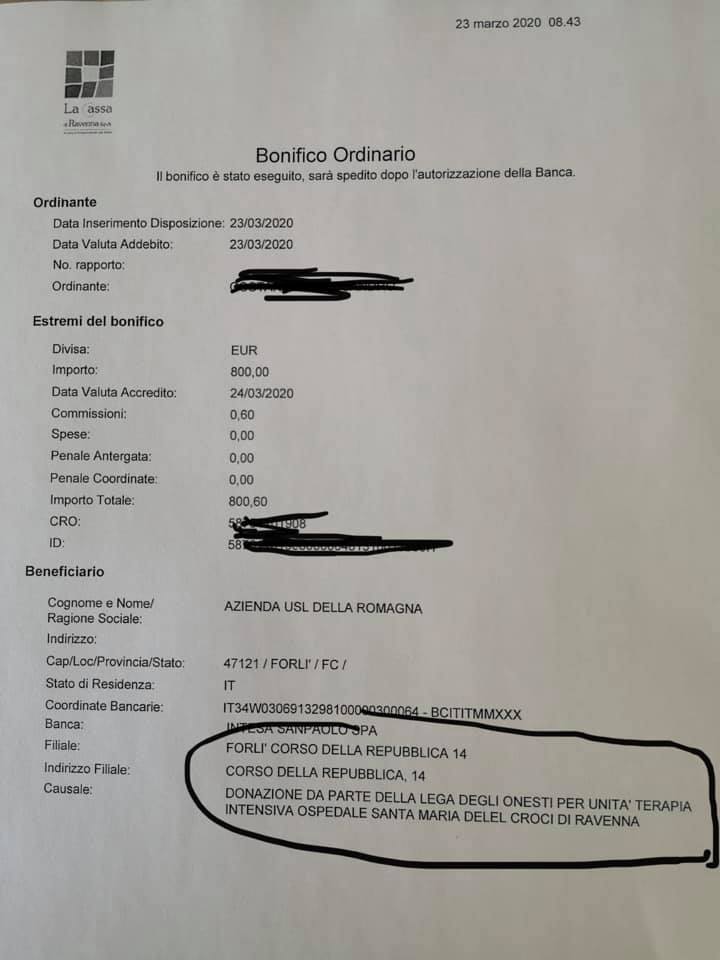 23 marzo 2020 08.43
La Cassa
di Ravenna S.p.A.
Bonifico Ordinario
Il bonifico è stato eseguito, sarà spedito dopo l'autorizzazione della Banca.
Ordinante
Data Inserimento Disposizione: 23/03/2020
Data Valuta Addebito: 23/03/2020
No. rapporto:
Ordinante:
Estremi del bonifico
Divisa: EUR
Importo: 800,00
Data Valuta Accredito: 24/03/2020
Commissioni: 0,60
Spese: 0,00
Penale Antergata: 0,00
Penale Coordinate: 0,00
Importo Totale: 800,60
CRO:
ID:
Beneficiario
Cognome e Nome/ AZIENDA USL DELLA ROMAGNA
Ragione Sociale:
Indirizzo:
Cap/Loc/Provincia/Stato: 47121 / FORLI' / FC /
Stato di Residenza: IT
Coordinate Bancarie: IT34W0306913298100000300064 - BCITITMMXXX
Banca: INTESA SANPAOLO SPA
Filiale: FORLI' CORSO DELLA REPUBBLICA 14
Indirizzo Filiale: CORSO DELLA REPUBBLICA, 14
Causale: DONAZIONE DA PARTE DELLA LEGA DEGLI ONESTI PER UNITA' TERAPIA
INTENSIVA OSPEDALE SANTA MARIA DELEL CROCI DI RAVENNA